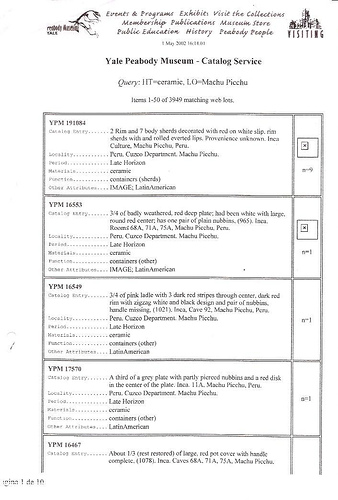 Peabody Museum
YALE
Events & Programs Exhibits Visit the Collections
Membership Publications Museum Store
Public Education History Peabody People
VISITING
1 May 2002 16:18:03
Yale Peabody Museum - Catalog Service
Query: HT=ceramic, LO=Machu Picchu
Items 1-50 of 3949 matching web lots.
YPM 191084
Catalog Entry....... 2 Rim and 7 body sherds decorated with red on white slip, rim
sherds with and rolled everted lips. Provenience unknown. Inca
Culture, Machu Picchu, Peru.
Locality............ Peru. Cuzco Department. Machu Picchu.
Period.............. Late Horizon
Materials........... ceramic
Function............ containers (sherds)
Other Attributes.... IMAGE; LatinAmerican
n=9
YPM 16553
Catalog Entry....... 3/4 of badly weathered, red deep plate; had been white with large,
round red center; has one pair of plain nubbins, (965). Inca.
Room# 68A, 71A, 75A, Machu Picchu, Peru.
Locality............ Peru. Cuzco Department. Machu Picchu.
Period.............. Late Horizon
Materials........... ceramic
Function............ containers (other)
Other Attributes.... IMAGE; LatinAmerican
n=1
YPM 16549
Catalog Entry....... 3/4 of pink ladle with 3 dark red stripes through center, dark red
rim with zigzag white and black design and pair of nubbins,
handle missing, (1021). Inca. Cave 92, Machu Picchu, Peru.
Locality............ Peru. Cuzco Department. Machu Picchu.
Period.............. Late Horizon
Materials........... ceramic
Function............ containers (other)
Other Attributes.... LatinAmerican
n=1
YPM 17570
Catalog Entry....... A third of a grey plate with partly pierced nubbins and a red disk
in the center of the plate. Inca. 11A, Machu Picchu, Peru.
Locality............ Peru. Cuzco Department. Machu Picchu.
Period.............. Late Horizon
Materials........... ceramic
Function............ containers (other)
Other Attributes.... LatinAmerican
n=1
YPM 16467
Catalog Entry....... About 1/3 (rest restored) of large, red pot cover with handle
complete, (1078). Inca. Caves 68A, 71A, 75A, Machu Picchu,
agina 1 de 10